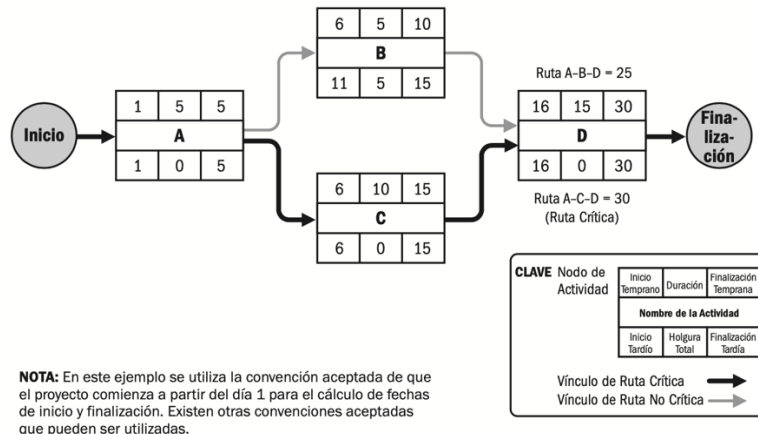 6 5 10
B
11 5 15
Ruta A–B–D = 25
1 5 5
A
1 0 5
Inicio
16 15 30
D
16 0 30
Fina-
liza-
ción
6 10 15
C
6 0 15
Ruta A–C–D = 30
(Ruta Crítica)
CLAVE Nodo de
Actividad
Inicio
Temprano
Duración
Finalización
Temprana
Nombre de la Actividad
Inicio
Tardío
Holgura
Total
Finalización
Tardía
Vínculo de Ruta Crítica
Vínculo de Ruta No Crítica
NOTA: En este ejemplo se utiliza la convención aceptada de que
el proyecto comienza a partir del día 1 para el cálculo de fechas
de inicio y finalización. Existen otras convenciones aceptadas
que pueden ser utilizadas.